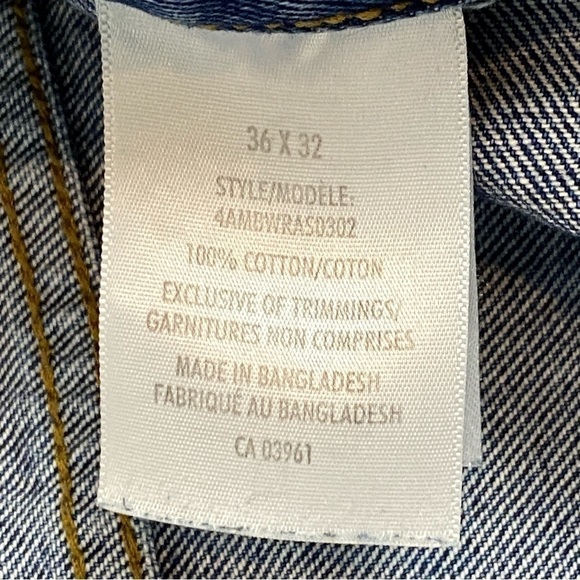 36 X 32
STYLE/MODÈLE:
4AMBWRAS0302
100% COTTON/COTON
EXCLUSIVE OF TRIMMINGS/
GARNITURES NON COMPRISES
MADE IN BANGLADESH
FABRIQUÉ AU BANGLADESH
CA 03961